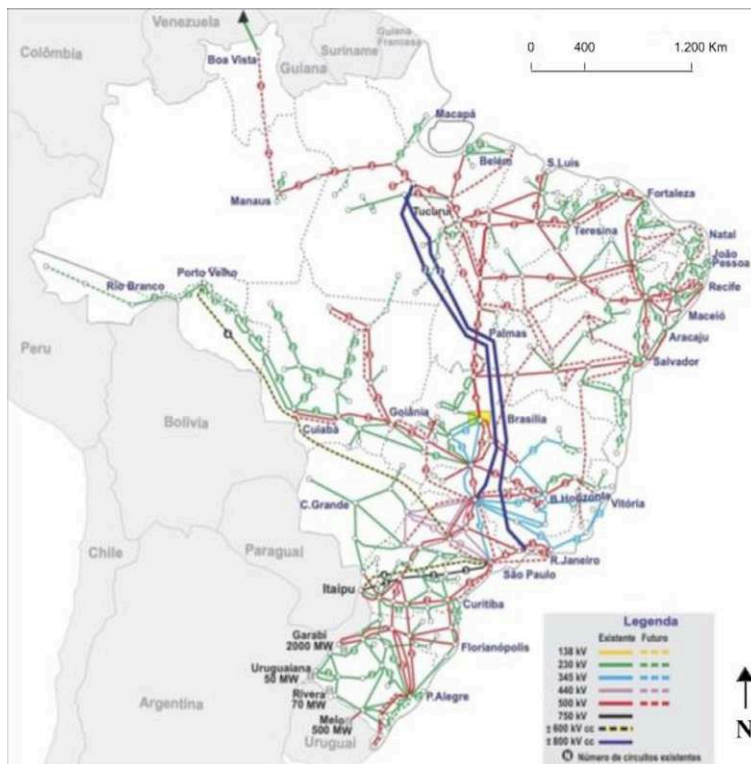 Venezuela
Colômbia
Boa Vista
Guiana
Suriname
Guiana
Francesa
0 400 1.200 Km
Macapá
Belém
S.Luis
Fortaleza
Manaus
Tucuruí
Teresina
Natal
João
Pessoa
Recife
Maceió
Aracaju
Salvador
Rio Branco
Porto Velho
Palmas
Peru
Bolívia
Cuiabá
Goiânia
Brasília
C.Grande
B.Horizonte
Vitória
Chile
Paraguai
R.Janeiro
São Paulo
Itaipu
Curitiba
Garabi
2000 MW
Florianópolis
Uruguaiana
50 MW
Rivera
70 MW
P.Alegre
Melo
500 MW
Argentina
Uruguai
Legenda
Existente Futuro
138 kV
230 kV
345 kV
440 kV
500 kV
750 kV
± 600 kV cc
± 800 kV cc
N Número de circuitos existentes
N